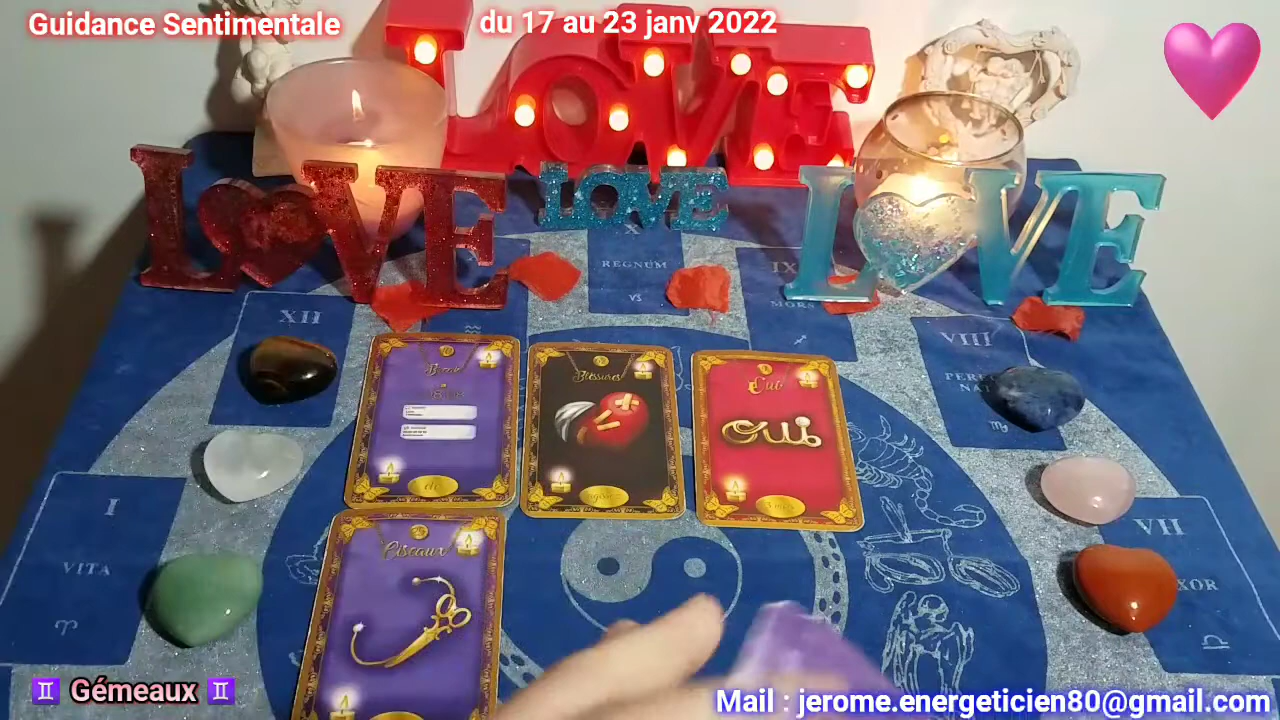 Guidance Sentimentale
du 17 au 23 janv 2022
LOVE
LOVE
LOVE
LOVE
X
REGNUM
IX
MORS
XII
VIII
Blessures
Oui
oui
I
VITA
VII
Ciseaux
♊ Gémeaux ♊
Mail : jerome.energeticien80@gmail.com